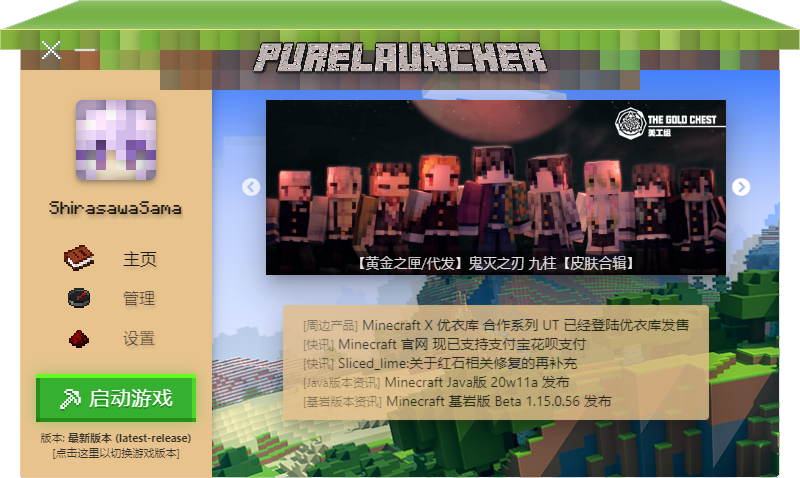 PURELAUNCHER
THE GOLD CHEST
美工组
ShirasawaSama
主页
管理
设置
启动游戏
版本: 最新版本 (latest-release)
[点击这里以切换游戏版本]
【黄金之匣/代发】鬼灭之刃 九柱【皮肤合辑】
[周边产品] Minecraft X 优衣库 合作系列 UT 已经登陆优衣库发售
[快讯] Minecraft 官网 现已支持支付宝花呗支付
[快讯] Sliced_lime:关于红石相关修复的再补充
[Java版本资讯] Minecraft Java版 20w11a 发布
[基岩版本资讯] Minecraft 基岩版 Beta 1.15.0.56 发布